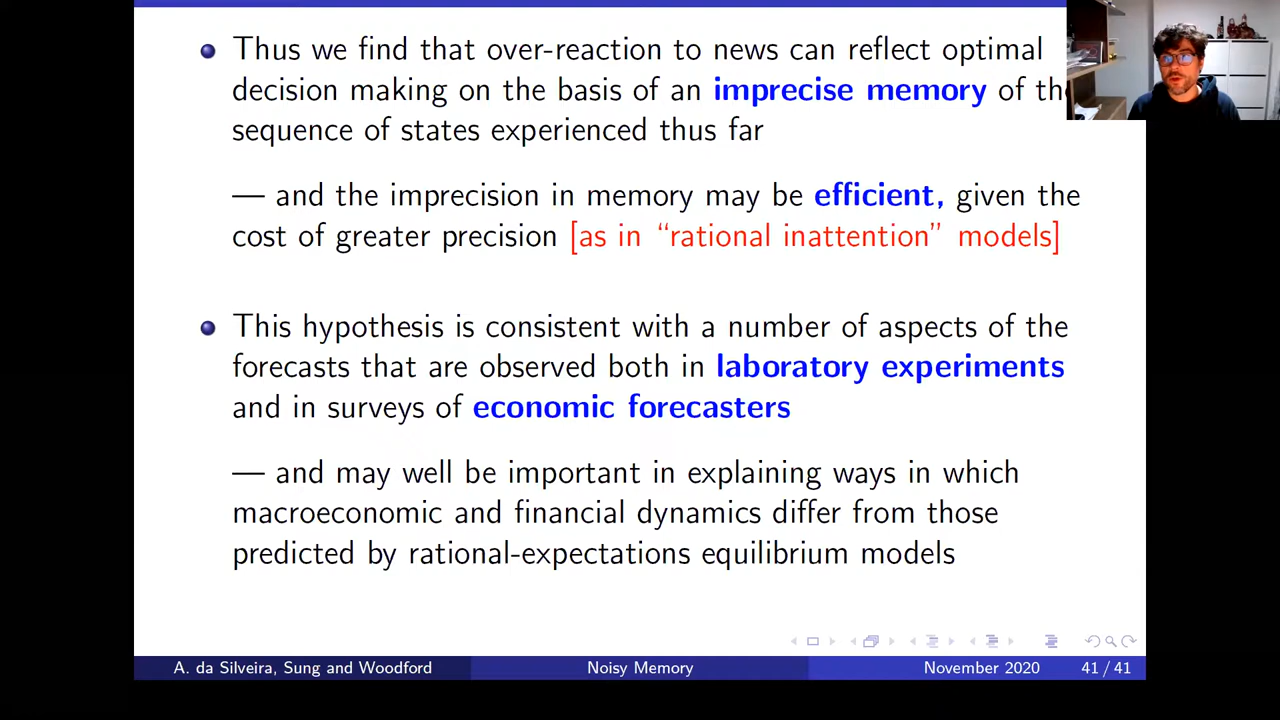 Thus we find that over-reaction to news can reflect optimal
decision making on the basis of an imprecise memory of the
sequence of states experienced thus far
— and the imprecision in memory may be efficient, given the
cost of greater precision [as in “rational inattention” models]
This hypothesis is consistent with a number of aspects of the
forecasts that are observed both in laboratory experiments
and in surveys of economic forecasters
— and may well be important in explaining ways in which
macroeconomic and financial dynamics differ from those
predicted by rational-expectations equilibrium models
A. da Silveira, Sung and Woodford Noisy Memory November 2020 41 / 41